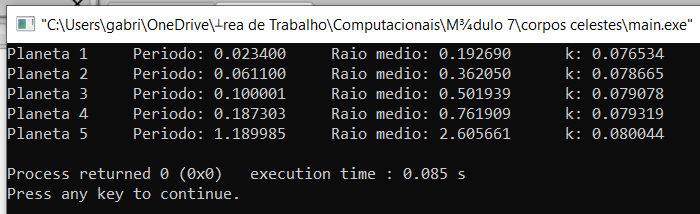 "C:\Users\gabri\OneDrive\┴rea de Trabalho\Computacionais\M¾dulo 7\corpos celestes\main.exe"
Planeta 1 Periodo: 0.023400 Raio medio: 0.192690 k: 0.076534
Planeta 2 Periodo: 0.061100 Raio medio: 0.362050 k: 0.078665
Planeta 3 Periodo: 0.100001 Raio medio: 0.501939 k: 0.079078
Planeta 4 Periodo: 0.187303 Raio medio: 0.761909 k: 0.079319
Planeta 5 Periodo: 1.189985 Raio medio: 2.605661 k: 0.080044
Process returned 0 (0x0) execution time : 0.085 s
Press any key to continue.